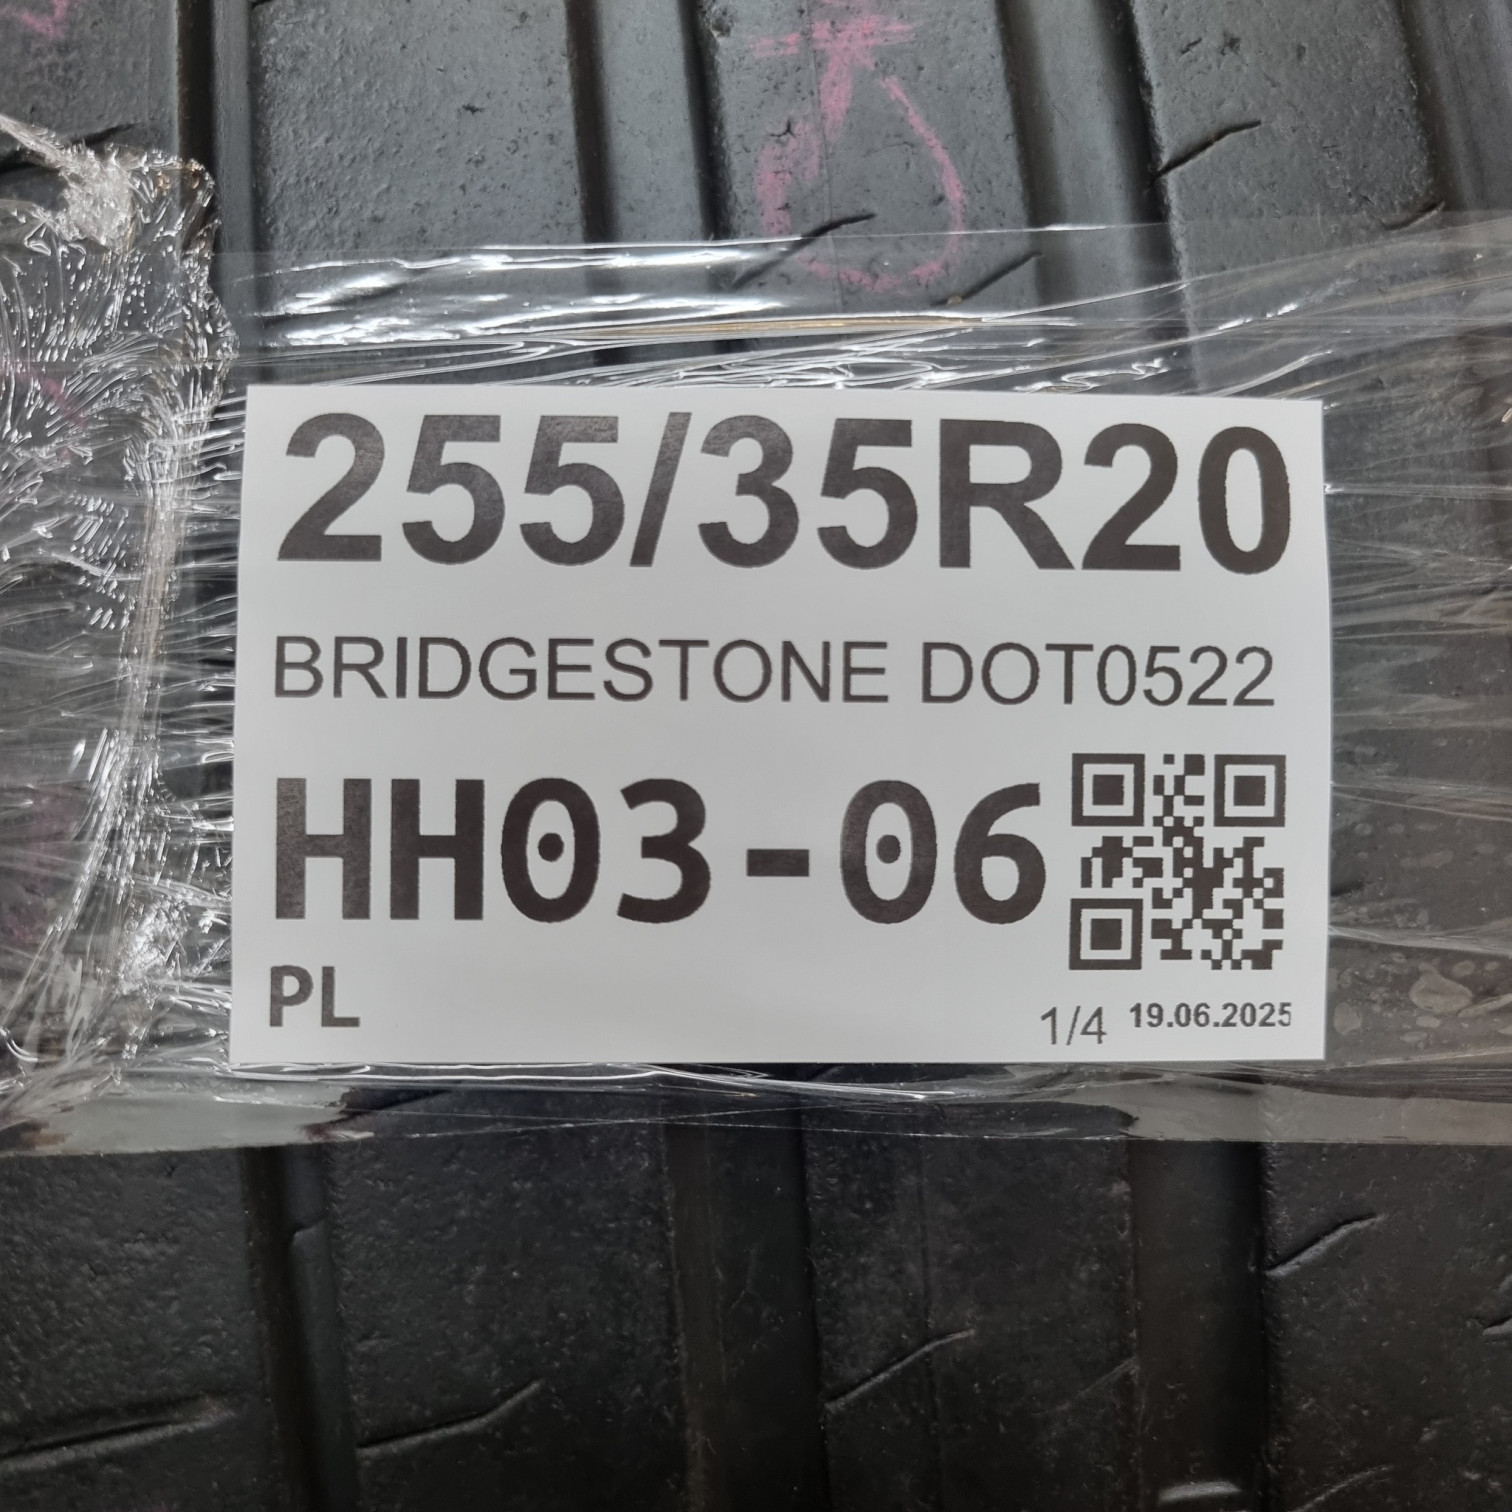 255/35R20
BRIDGESTONE DOT0522
HH03-06
PL
1/4 19.06.2025